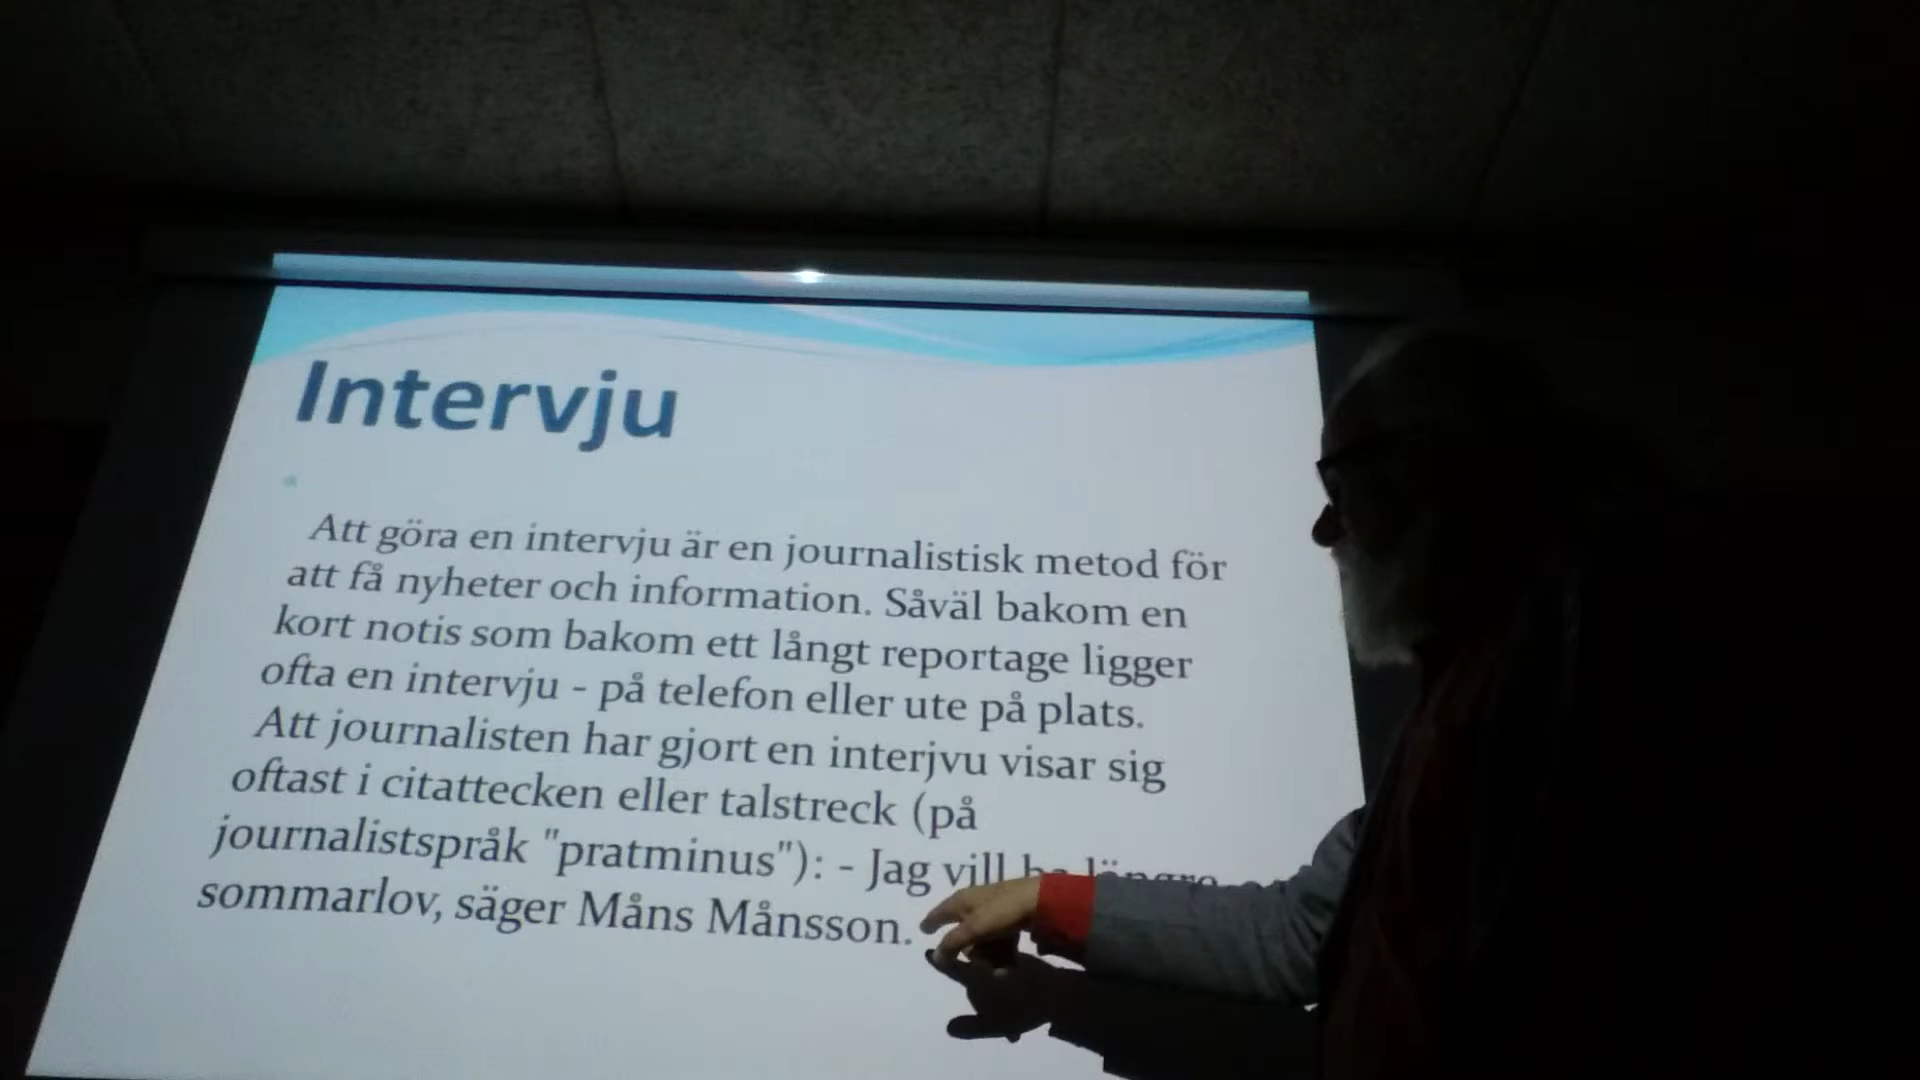 Intervju
Att göra en intervju är en journalistisk metod för
att få nyheter och information. Såväl bakom en
kort notis som bakom ett långt reportage ligger
ofta en intervju - på telefon eller ute på plats.
Att journalisten har gjort en interjvu visar sig
oftast i citattecken eller talstreck (på
journalistspråk "pratminus"): - Jag vill ha längre
sommarlov, säger Måns Månsson.